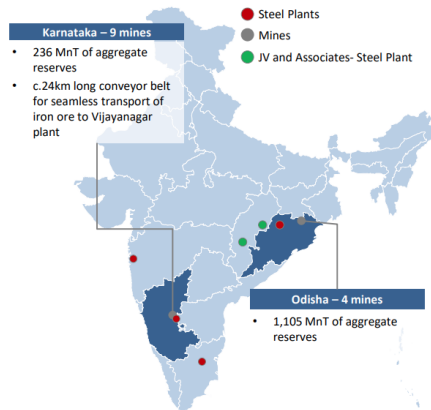 Karnataka – 9 mines
• 236 MnT of aggregate
reserves
• c.24km long conveyor belt
for seamless transport of
iron ore to Vijayanagar
plant
Steel Plants
Mines
JV and Associates- Steel Plant
Odisha – 4 mines
• 1,105 MnT of aggregate
reserves